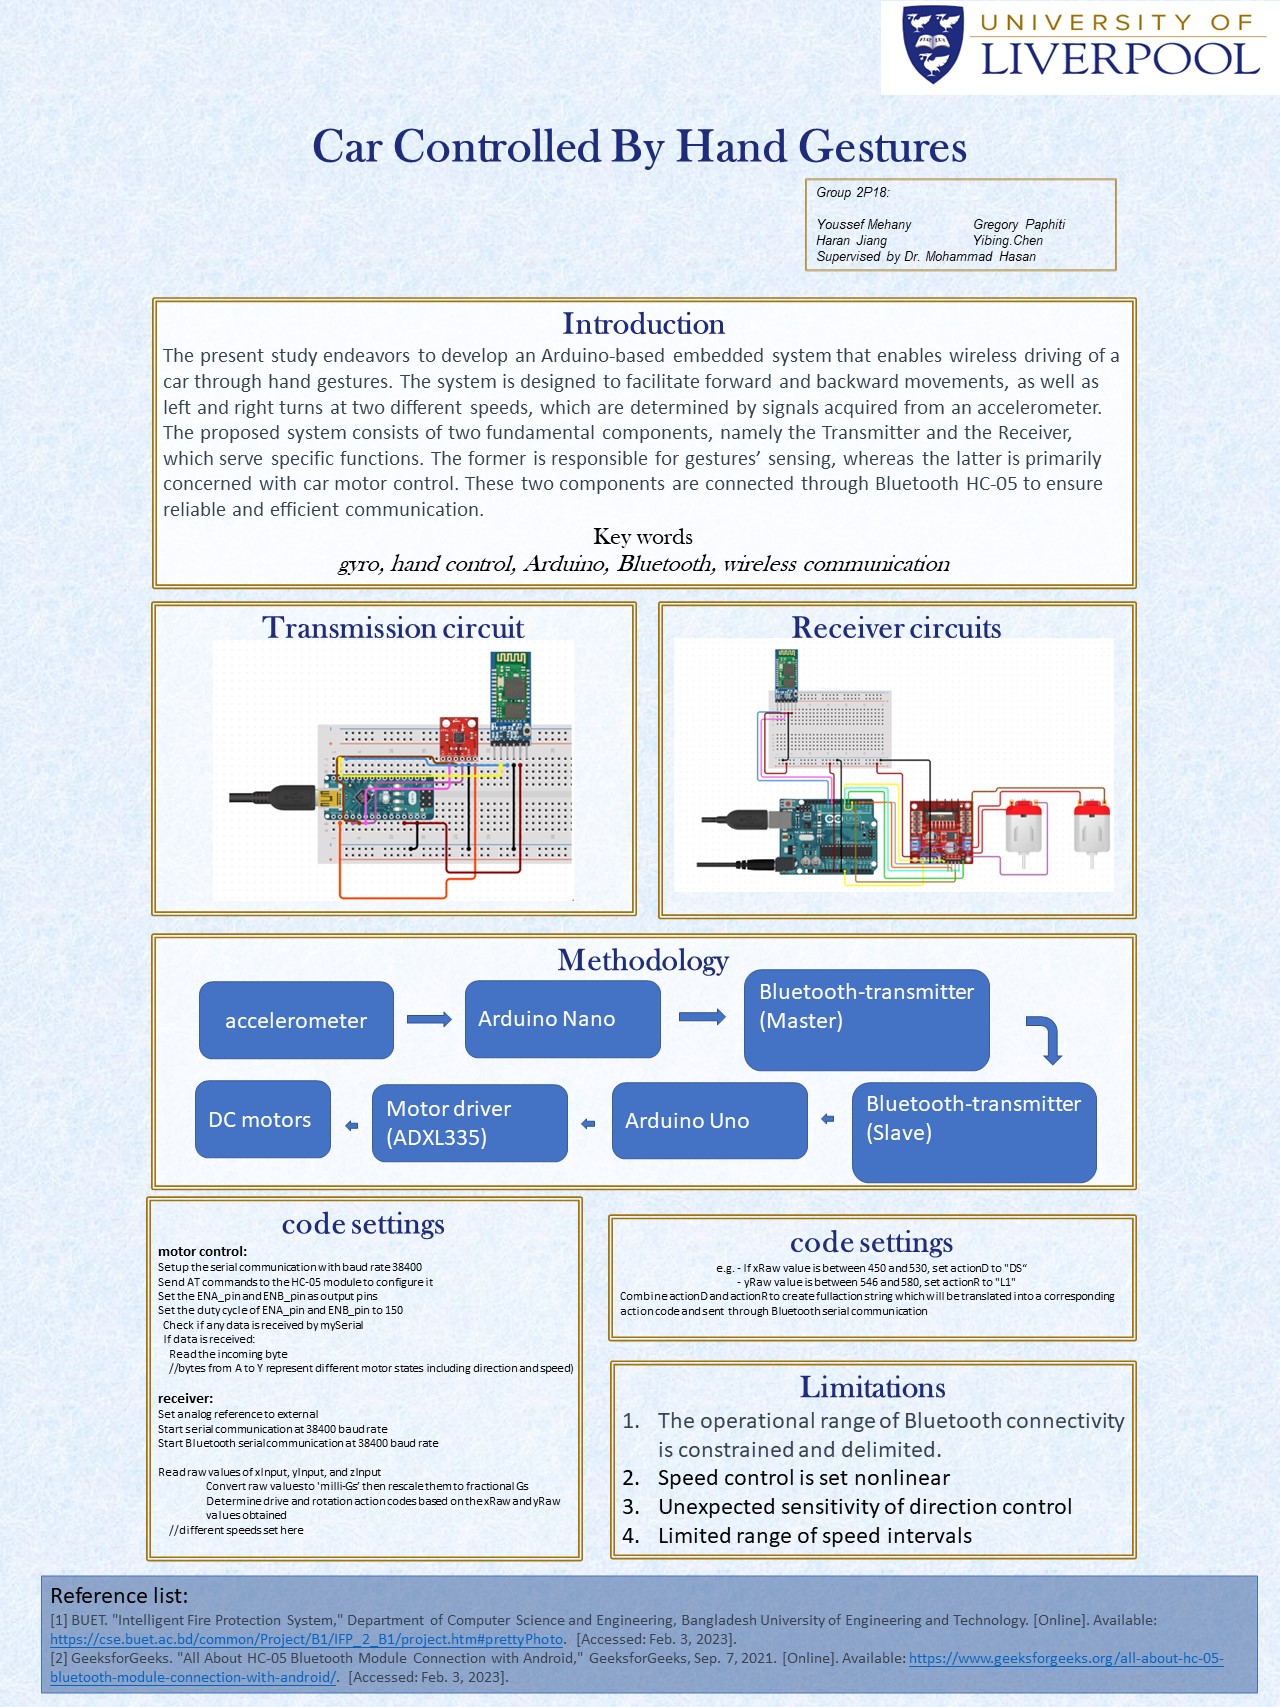 UNIVERSITY OF
LIVERPOOL
Car Controlled By Hand Gestures
Group 2P18:
Youssef Mehany Gregory Paphiti
Haran Jiang Yibing.Chen
Supervised by Dr. Mohammad Hasan
Introduction
The present study endeavors to develop an Arduino-based embedded system that enables wireless driving of a
car through hand gestures. The system is designed to facilitate forward and backward movements, as well as
left and right turns at two different speeds, which are determined by signals acquired from an accelerometer.
The proposed system consists of two fundamental components, namely the Transmitter and the Receiver,
which serve specific functions. The former is responsible for gestures’ sensing, whereas the latter is primarily
concerned with car motor control. These two components are connected through Bluetooth HC-05 to ensure
reliable and efficient communication.
Key words
gyro, hand control, Arduino, Bluetooth, wireless communication
Transmission circuit
Receiver circuits
Methodology
accelerometer
Arduino Nano
Bluetooth-transmitter
(Master)
Bluetooth-transmitter
(Slave)
Arduino Uno
Motor driver
(ADXL335)
DC motors
code settings
motor control:
Setup the serial communication with baud rate 38400
Send AT commands to the HC-05 module to configure it
Set the ENA_pin and ENB_pin as output pins
Set the duty cycle of ENA_pin and ENB_pin to 150
Check if any data is received by mySerial
If data is received:
Read the incoming byte
//bytes from A to Y represent different motor states including direction and speed)
receiver:
Set analog reference to external
Start serial communication at 38400 baud rate
Start Bluetooth serial communication at 38400 baud rate
Read raw values of xInput, yInput, and zInput
Convert raw values to 'milli-Gs' then rescale them to fractional Gs
Determine drive and rotation action codes based on the xRaw and yRaw
values obtained
//different speeds set here
code settings
e.g. - If xRaw value is between 450 and 530, set actionD to "DS“
- yRaw value is between 546 and 580, set actionR to "L1"
Combine actionD and actionR to create fullaction string which will be translated into a corresponding
action code and sent through Bluetooth serial communication
Limitations
1. The operational range of Bluetooth connectivity
is constrained and delimited.
2. Speed control is set nonlinear
3. Unexpected sensitivity of direction control
4. Limited range of speed intervals
Reference list:
[1] BUET. "Intelligent Fire Protection System," Department of Computer Science and Engineering, Bangladesh University of Engineering and Technology. [Online]. Available:
https://cse.buet.ac.bd/common/Project/B1/IFP_2_B1/project.htm#prettyPhoto. [Accessed: Feb. 3, 2023].
[2] GeeksforGeeks. "All About HC-05 Bluetooth Module Connection with Android," GeeksforGeeks, Sep. 7, 2021. [Online]. Available: https://www.geeksforgeeks.org/all-about-hc-05-
bluetooth-module-connection-with-android/. [Accessed: Feb. 3, 2023].